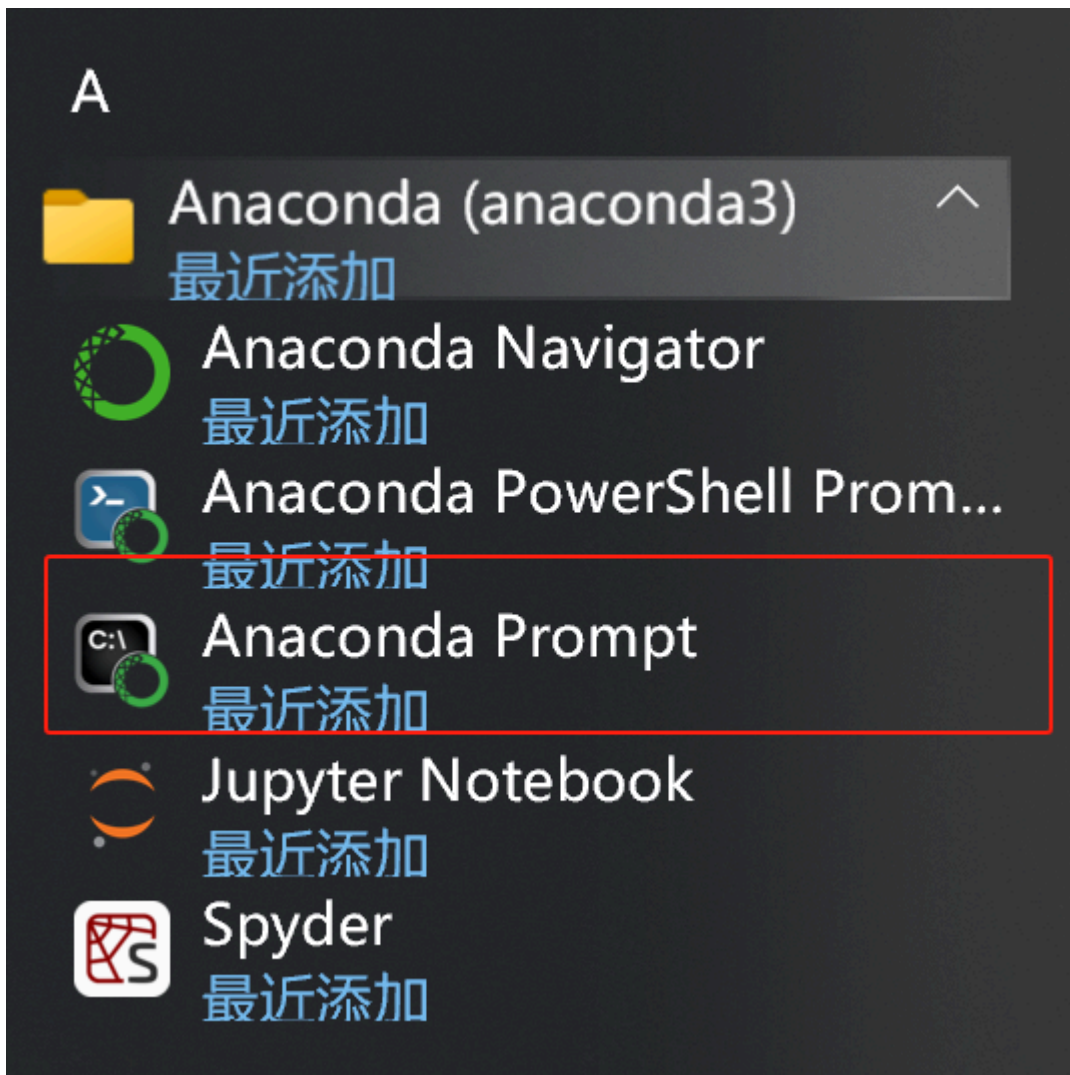 A
Anaconda (anaconda3)
最近添加
Anaconda Navigator
最近添加
Anaconda PowerShell Prom...
最近添加
C:\
Anaconda Prompt
最近添加
Jupyter Notebook
最近添加
S
Spyder
最近添加